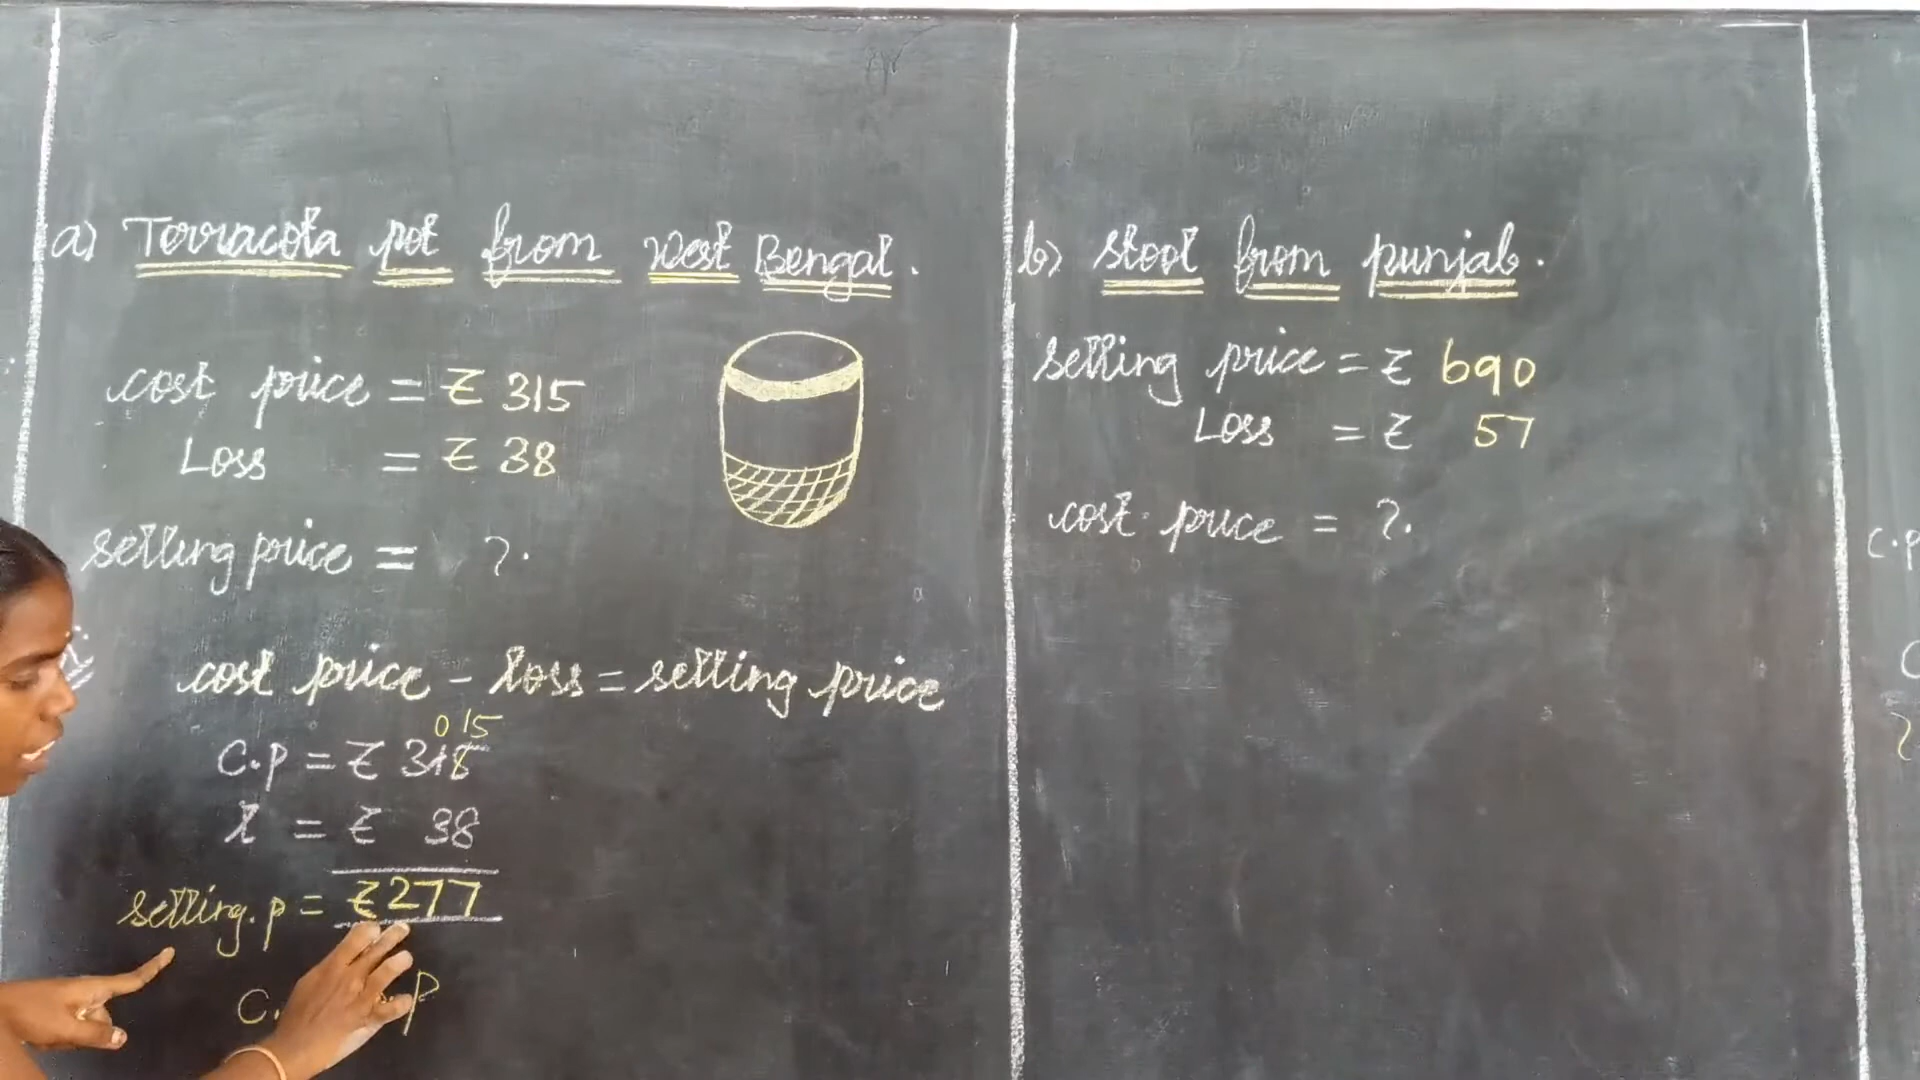 a) Terracota pot from West Bengal.
cost price = ₹ 315
Loss = ₹ 38
selling price = ?.
cost price - loss = selling price
0 15
C.P = ₹ 315
L = ₹ 38
selling.p = ₹277
C.
P
b) stool from punjab.
selling price = ₹ 690
Loss = ₹ 57
cost price = ?.
C.P
C